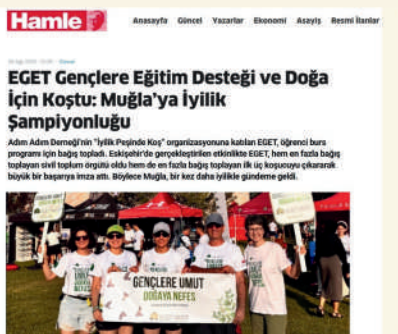 Hamle
Anasayfa Güncel Yazarlar Ekonomi Asayiş Resmi İlanlar
EGET Gençlere Eğitim Desteği ve Doğa
İçin Koştu: Muğla'ya İyilik
Şampiyonluğu
Adım Adım Derneği'nin "İyilik Peşinde Koş" organizasyonuna katılan EGET, öğrenci burs
programı için bağış topladı. Eskişehir'de gerçekleştirilen etkinlikte EGET, hem en fazla bağış
toplayan sivil toplum örgütü oldu hem de en fazla bağış toplayan ilk üç koşucuyu çıkararak
büyük bir başarıya imza attı. Böylece Muğla, bir kez daha iyilikle gündeme geldi.
GENÇLERE UMUT
DOĞAYA NEFES